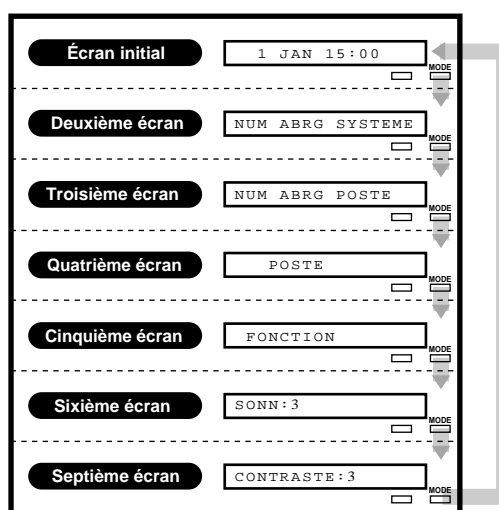 Écran initial 1 JAN 15:00
MODE
Deuxième écran NUM ABRG SYSTEME
MODE
Troisième écran NUM ABRG POSTE
MODE
Quatrième écran POSTE
MODE
Cinquième écran FONCTION
MODE
Sixième écran SONN:3
MODE
Septième écran CONTRASTE:3
MODE